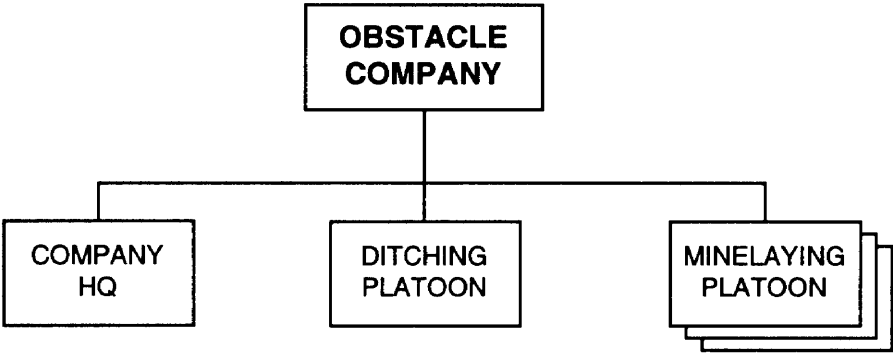 OBSTACLE
COMPANY
COMPANY
HQ
DITCHING
PLATOON
MINELAYING
PLATOON